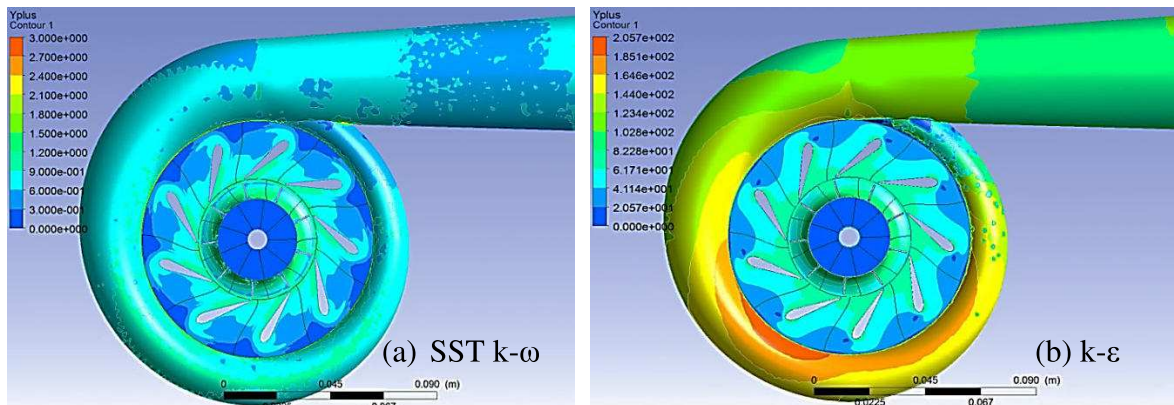 Yplus
Contour 1
3.000e+000
2.700e+000
2.400e+000
2.100e+000
1.800e+000
1.500e+000
1.200e+000
9.000e-001
6.000e-001
3.000e-001
0.000e+000
(a) SST k-ω
0
0.045
0.090 (m)
Yplus
Contour 1
2.057e+002
1.851e+002
1.646e+002
1.440e+002
1.234e+002
1.028e+002
8.228e+001
6.171e+001
4.114e+001
2.057e+001
0.000e+000
(b) k-ε
0
0.045
0.090 (m)
0.0225
0.067